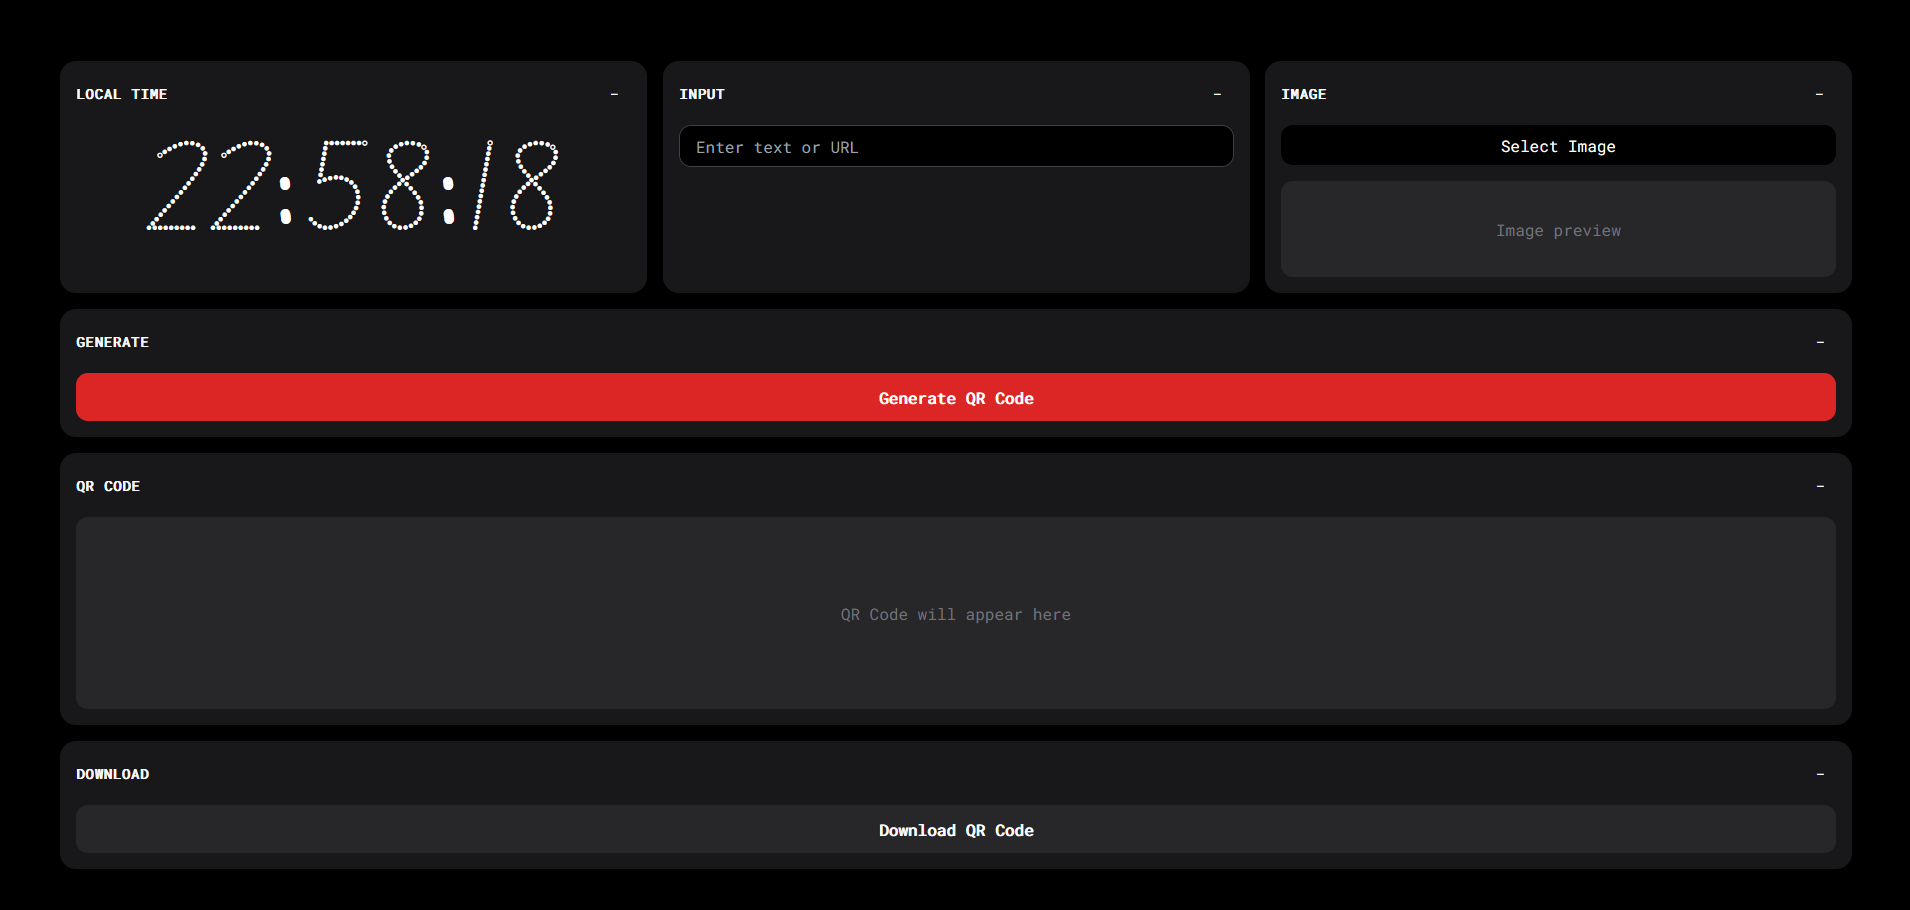 LOCAL TIME
-
22:58:18
INPUT
-
Enter text or URL
IMAGE
-
Select Image
Image preview
GENERATE
-
Generate QR Code
QR CODE
-
QR Code will appear here
DOWNLOAD
-
Download QR Code